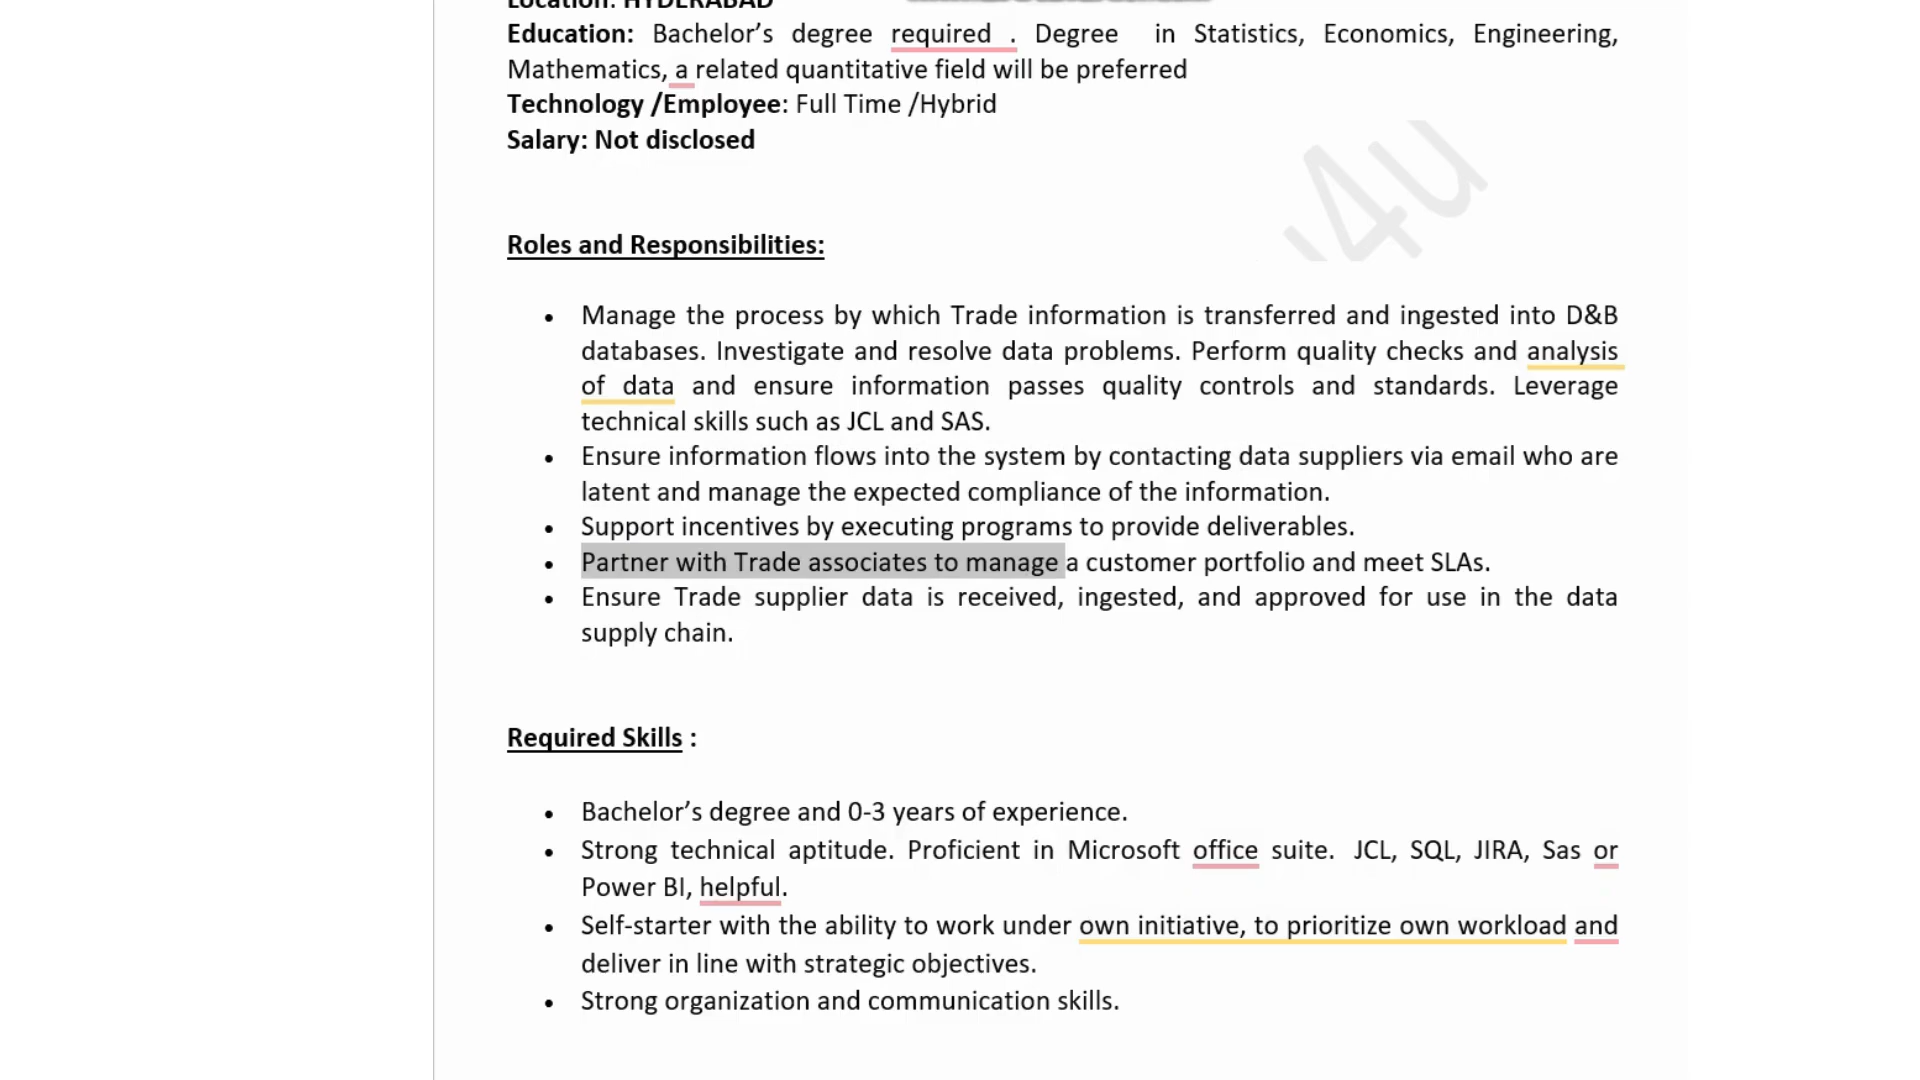 Location: HYDERABAD
Education: Bachelor’s degree required . Degree in Statistics, Economics, Engineering,
Mathematics, a related quantitative field will be preferred
Technology /Employee: Full Time /Hybrid
Salary: Not disclosed
4u
Roles and Responsibilities:
• Manage the process by which Trade information is transferred and ingested into D&B
databases. Investigate and resolve data problems. Perform quality checks and analysis
of data and ensure information passes quality controls and standards. Leverage
technical skills such as JCL and SAS.
• Ensure information flows into the system by contacting data suppliers via email who are
latent and manage the expected compliance of the information.
• Support incentives by executing programs to provide deliverables.
• Partner with Trade associates to manage a customer portfolio and meet SLAs.
• Ensure Trade supplier data is received, ingested, and approved for use in the data
supply chain.
Required Skills :
• Bachelor’s degree and 0-3 years of experience.
• Strong technical aptitude. Proficient in Microsoft office suite. JCL, SQL, JIRA, Sas or
Power BI, helpful.
• Self-starter with the ability to work under own initiative, to prioritize own workload and
deliver in line with strategic objectives.
• Strong organization and communication skills.